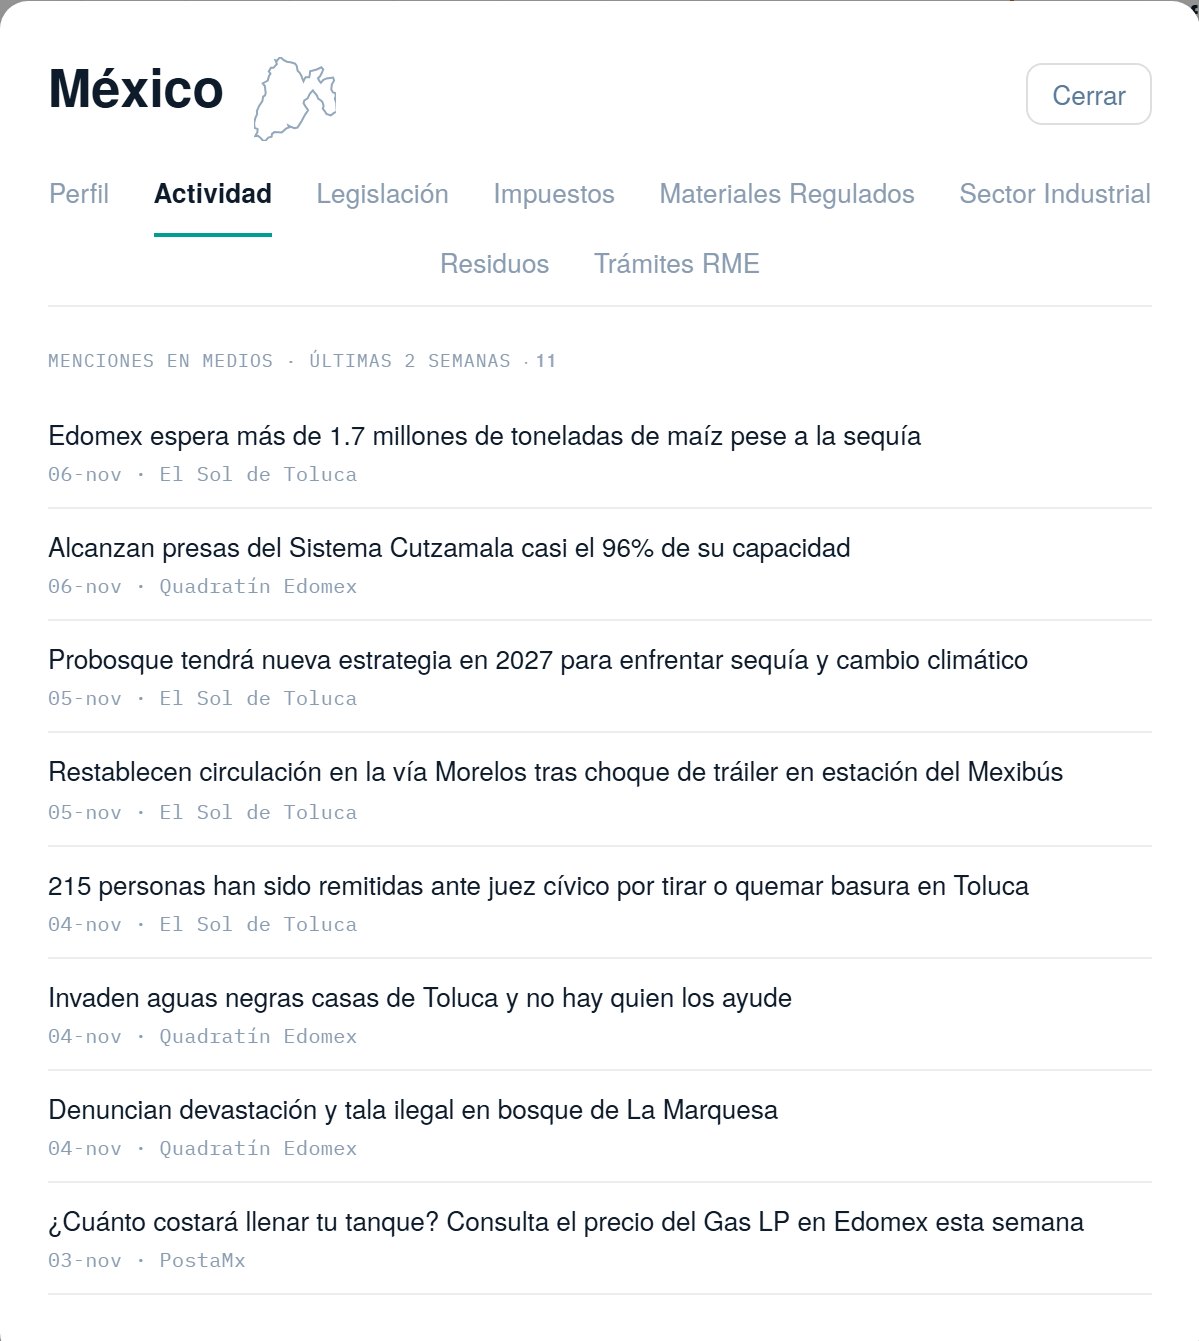 México
Cerrar
Perfil Actividad Legislación Impuestos Materiales Regulados Sector Industrial
Residuos Trámites RME
MENCIONES EN MEDIOS · ÚLTIMAS 2 SEMANAS · 11
Edomex espera más de 1.7 millones de toneladas de maíz pese a la sequía
06-nov · El Sol de Toluca
Alcanzan presas del Sistema Cutzamala casi el 96% de su capacidad
06-nov · Quadratín Edomex
Probosque tendrá nueva estrategia en 2027 para enfrentar sequía y cambio climático
05-nov · El Sol de Toluca
Restablecen circulación en la vía Morelos tras choque de tráiler en estación del Mexibús
05-nov · El Sol de Toluca
215 personas han sido remitidas ante juez cívico por tirar o quemar basura en Toluca
04-nov · El Sol de Toluca
Invaden aguas negras casas de Toluca y no hay quien los ayude
04-nov · Quadratín Edomex
Denuncian devastación y tala ilegal en bosque de La Marquesa
04-nov · Quadratín Edomex
¿Cuánto costará llenar tu tanque? Consulta el precio del Gas LP en Edomex esta semana
03-nov · PostaMx